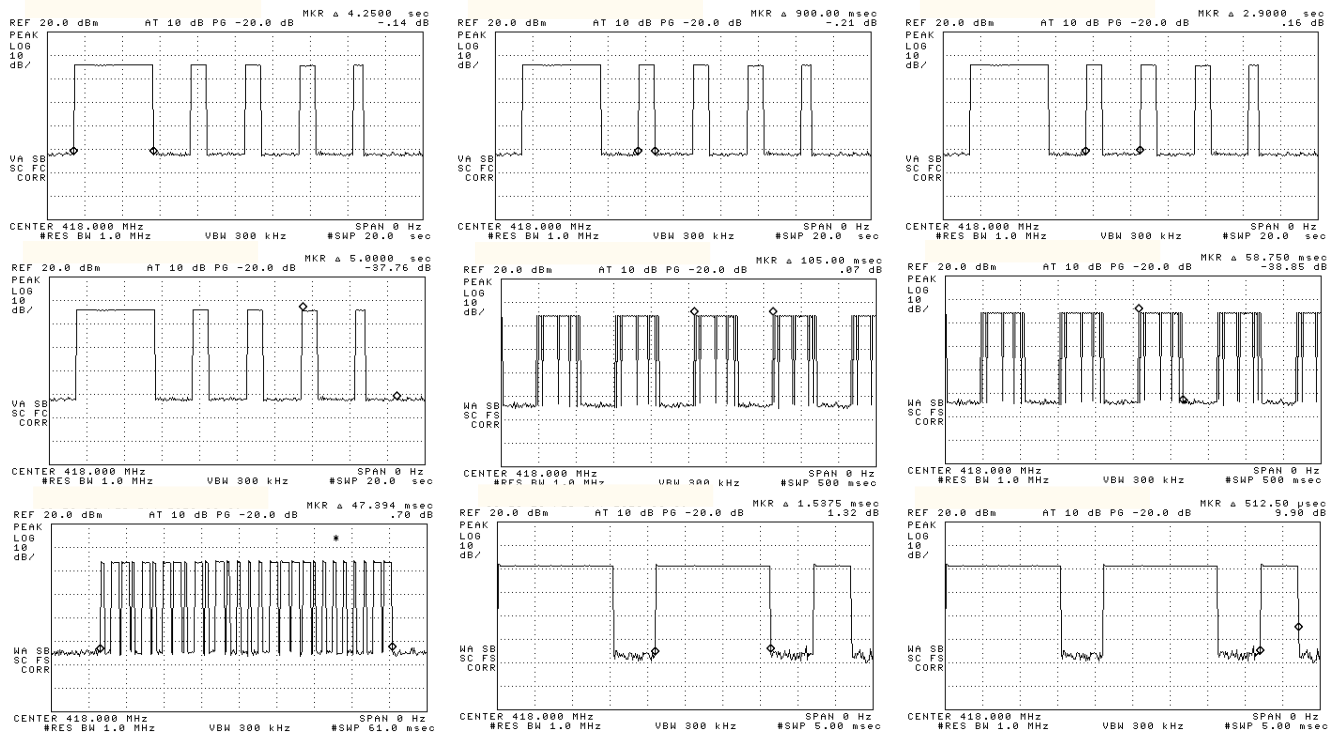 MKR Δ 4.2500 sec
REF 20.0 dBm AT 10 dB PG -20.0 dB -.14 dB
PEAK
LOG
10
dB/
VA SB
SC FC
CORR
CENTER 418.000 MHz SPAN 0 Hz
#RES BW 1.0 MHz VBW 300 kHz #SWP 20.0 sec
MKR Δ 900.00 msec
REF 20.0 dBm AT 10 dB PG -20.0 dB -.21 dB
PEAK
LOG
10
dB/
VA SB
SC FC
CORR
CENTER 418.000 MHz SPAN 0 Hz
#RES BW 1.0 MHz VBW 300 kHz #SWP 20.0 sec
MKR Δ 2.9000 sec
REF 20.0 dBm AT 10 dB PG -20.0 dB .16 dB
PEAK
LOG
10
dB/
VA SB
SC FC
CORR
CENTER 418.000 MHz SPAN 0 Hz
#RES BW 1.0 MHz VBW 300 kHz #SWP 20.0 sec
MKR Δ 5.0000 sec
REF 20.0 dBm AT 10 dB PG -20.0 dB -37.76 dB
PEAK
LOG
10
dB/
VA SB
SC FC
CORR
CENTER 418.000 MHz SPAN 0 Hz
#RES BW 1.0 MHz VBW 300 kHz #SWP 20.0 sec
MKR Δ 105.00 msec
REF 20.0 dBm AT 10 dB PG -20.0 dB .07 dB
PEAK
LOG
10
dB/
WA SB
SC FS
CORR
CENTER 418.000 MHz SPAN 0 Hz
#RES BW 1.0 MHz VBW 300 kHz #SWP 500 msec
MKR Δ 58.750 msec
REF 20.0 dBm AT 10 dB PG -20.0 dB -38.85 dB
PEAK
LOG
10
dB/
WA SB
SC FS
CORR
CENTER 418.000 MHz SPAN 0 Hz
#RES BW 1.0 MHz VBW 300 kHz #SWP 500 msec
MKR Δ 47.394 msec
REF 20.0 dBm AT 10 dB PG -20.0 dB .70 dB
PEAK
LOG
10
dB/
WA SB
SC FS
CORR
CENTER 418.000 MHz SPAN 0 Hz
#RES BW 1.0 MHz VBW 300 kHz #SWP 61.0 msec
MKR Δ 1.5375 msec
REF 20.0 dBm AT 10 dB PG -20.0 dB 1.32 dB
PEAK
LOG
10
dB/
WA SB
SC FS
CORR
CENTER 418.000 MHz SPAN 0 Hz
#RES BW 1.0 MHz VBW 300 kHz #SWP 5.00 msec
MKR Δ 512.50 µsec
REF 20.0 dBm AT 10 dB PG -20.0 dB 9.90 dB
PEAK
LOG
10
dB/
WA SB
SC FS
CORR
CENTER 418.000 MHz SPAN 0 Hz
#RES BW 1.0 MHz VBW 300 kHz #SWP 5.00 msec